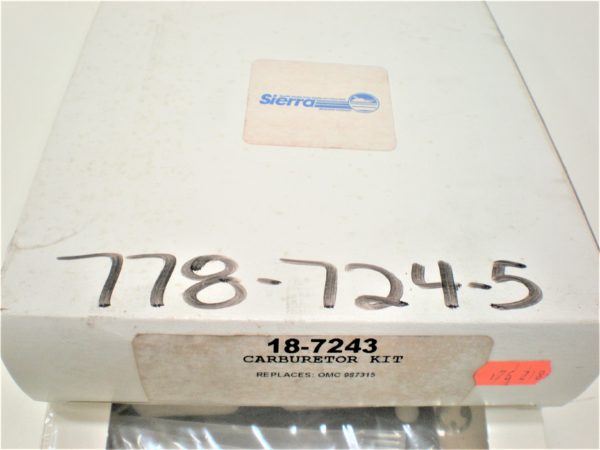 Sierra
778-724-5
18-7243
CARBURETOR KIT
REPLACES: OMC 987315